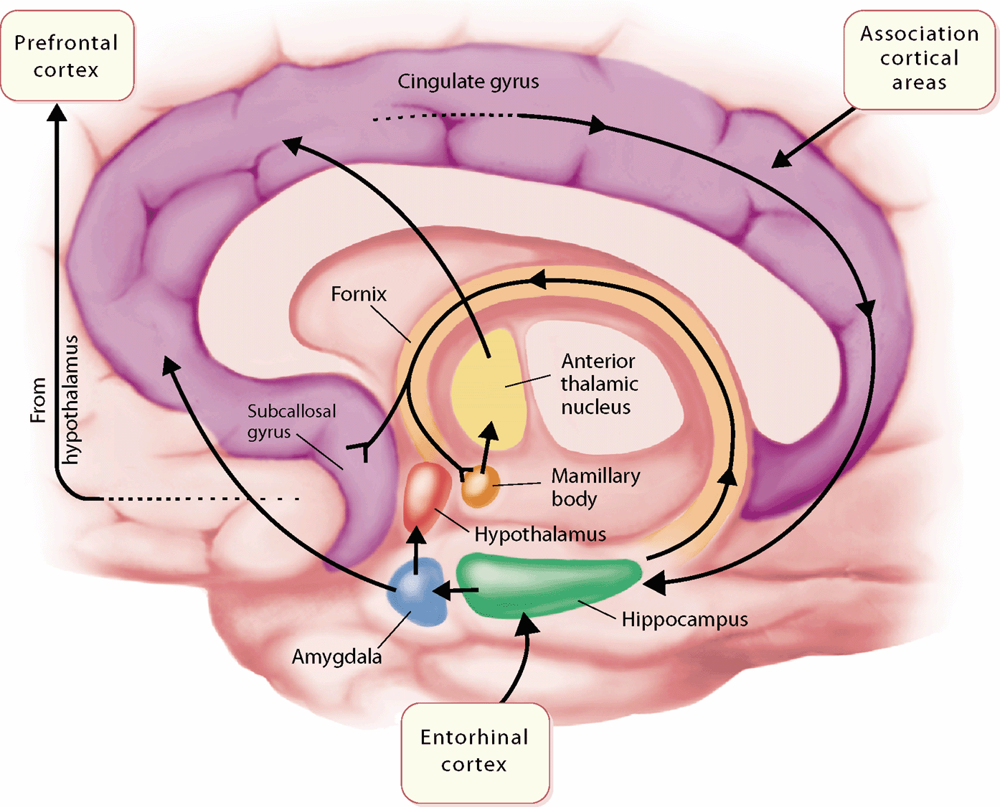 Prefrontal
cortex
Association
cortical
areas
Cingulate gyrus
Fornix
Anterior
thalamic
nucleus
From
hypothalamus
Subcallosal
gyrus
Mamillary
body
Hypothalamus
Hippocampus
Amygdala
Entorhinal
cortex